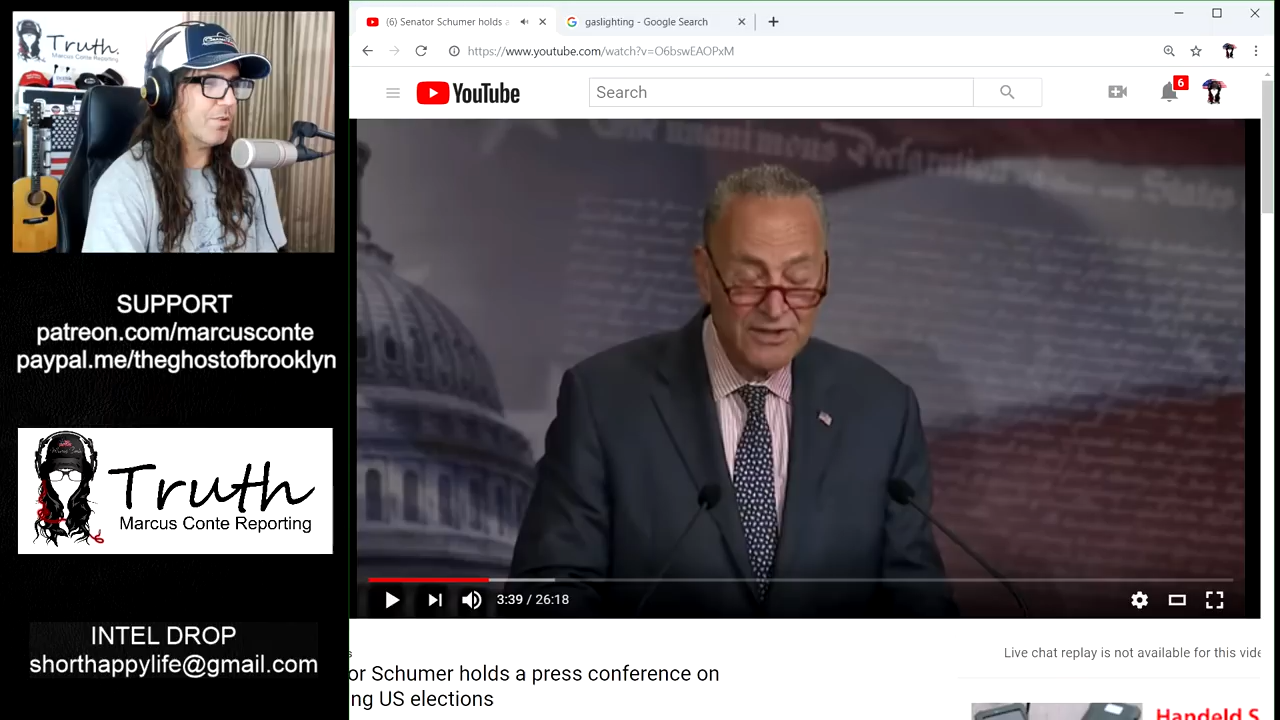 Truth.
Marcus Conte Reporting
SUPPORT
patreon.com/marcusconte
paypal.me/theghostofbrooklyn
Truth
Marcus Conte Reporting
INTEL DROP
shorthappylife@gmail.com
(6) Senator Schumer holds a
gaslighting - Google Search
https://www.youtube.com/watch?v=O6bswEAOPxM
YouTube
Search
6
unanimous Declaration
States
3:39 / 26:18
Live chat replay is not available for this vide
or Schumer holds a press conference on
ng US elections
Handeld S